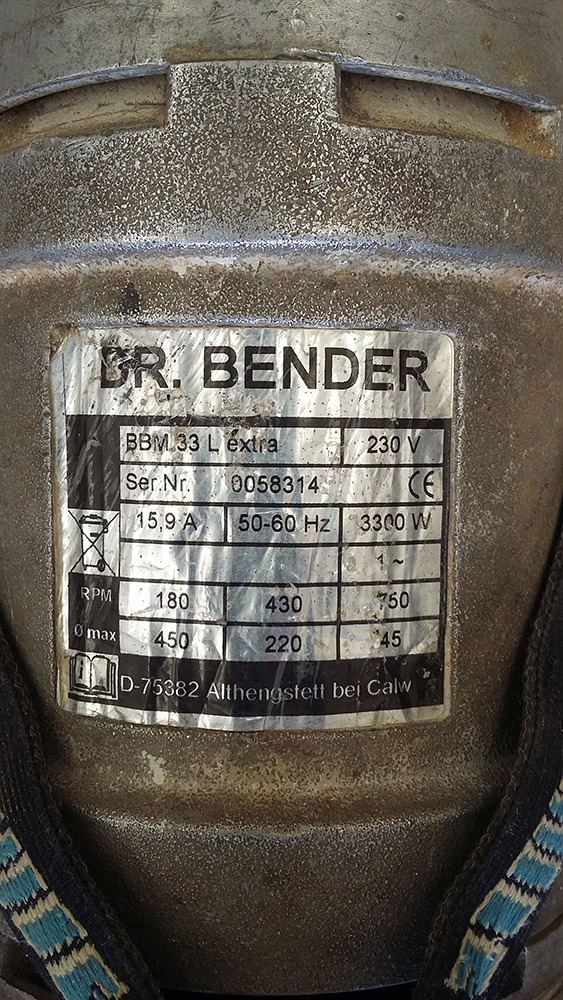 DR. BENDER
BBM 33 L extra 230 V
Ser.Nr. 0058314 CE
15,9 A 50-60 Hz 3300 W
1 ~
RPM 180 430 750
Ø max 450 220 45
i D-75382 Althengstett bei Calw